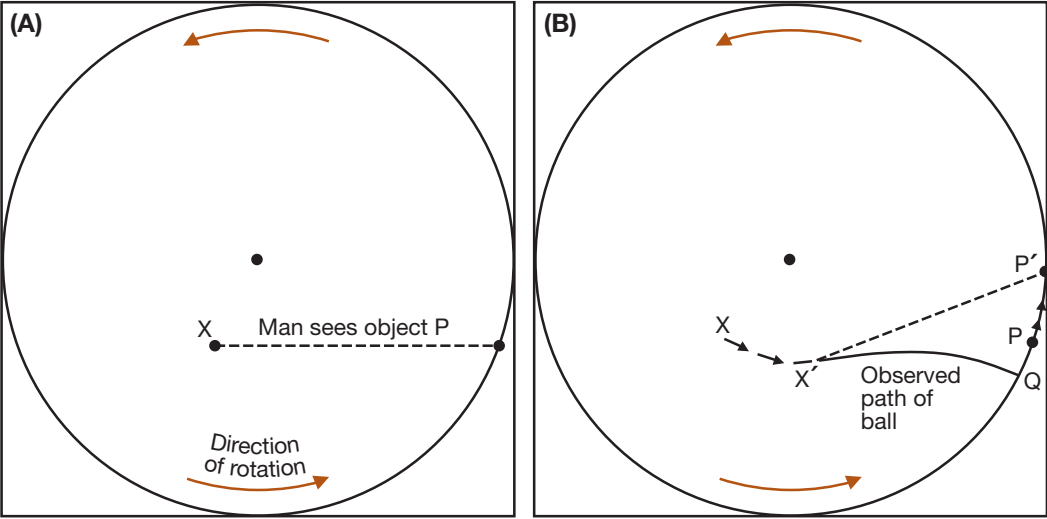 (A)
X
Man sees object P
Direction
of rotation
(B)
P´
X
P
X´
Q
Observed
path of
ball